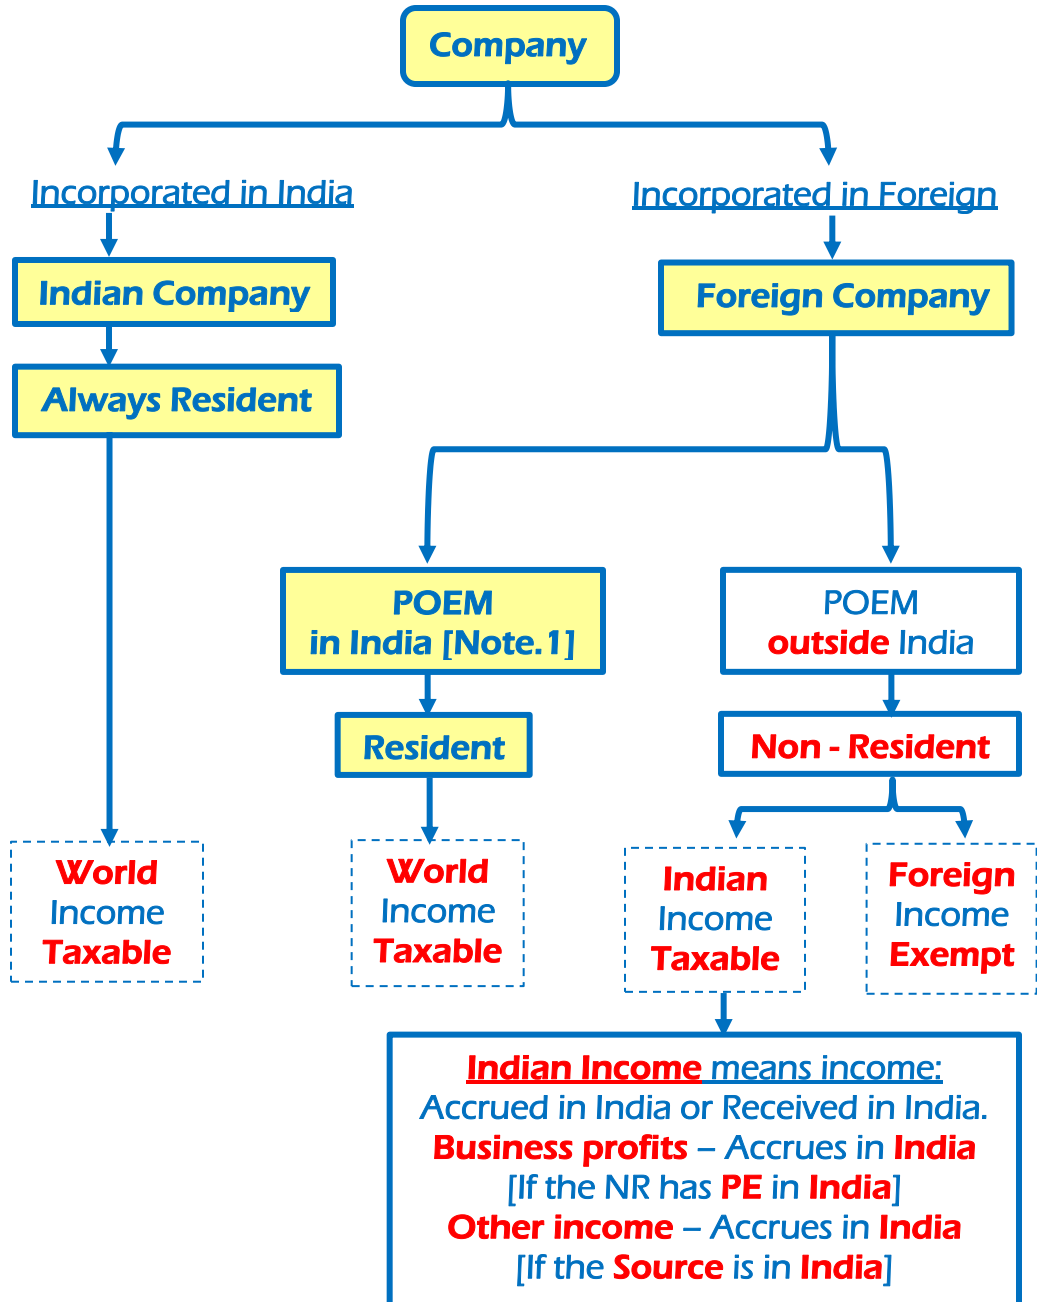 Company
Incorporated in India
Incorporated in Foreign
Indian Company
Foreign Company
Always Resident
POEM
in India [Note.1]
POEM
outside India
Resident
Non - Resident
World
Income
Taxable
World
Income
Taxable
Indian
Income
Taxable
Foreign
Income
Exempt
Indian Income means income:
Accrued in India or Received in India.
Business profits – Accrues in India
[If the NR has PE in India]
Other income – Accrues in India
[If the Source is in India]